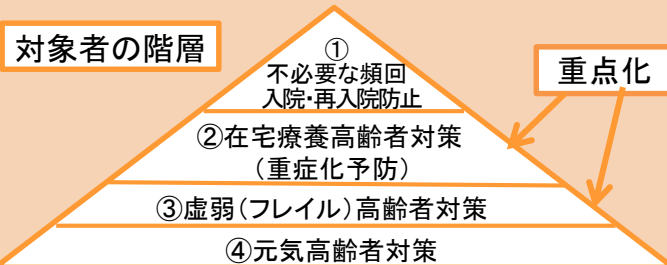 対象者の階層
①
不必要な頻回
入院・再入院防止
重点化
②在宅療養高齢者対策
(重症化予防)
③虚弱(フレイル)高齢者対策
④元気高齢者対策